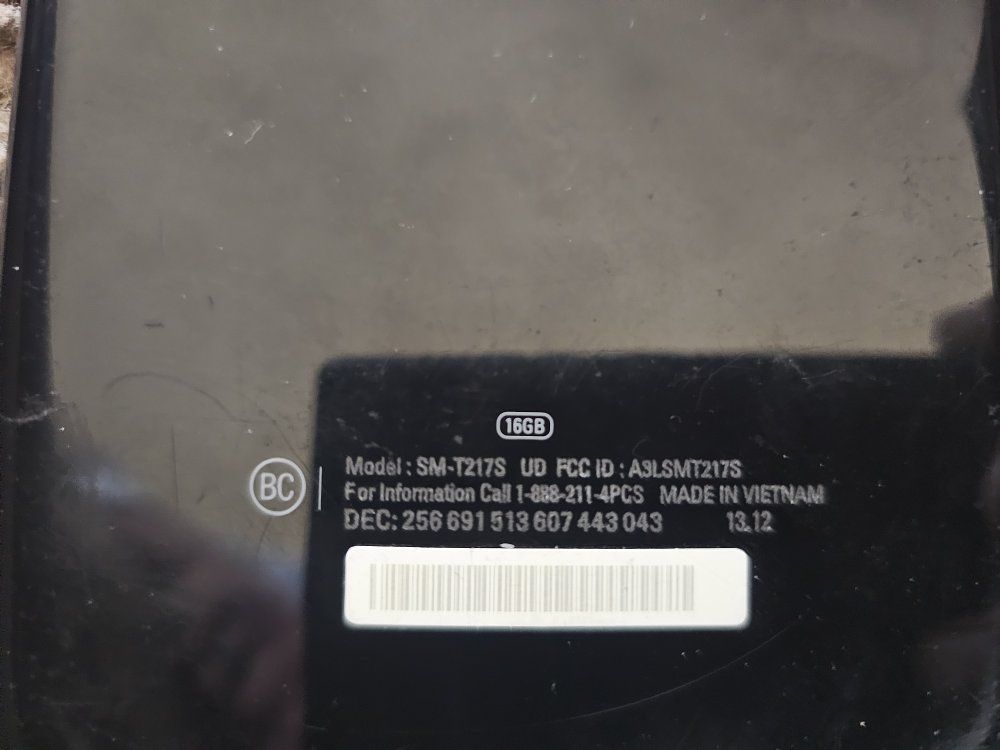 16GB
BC
Model : SM-T217S UD FCC ID : A3LSMT217S
For Information Call 1-888-211-4PCS MADE IN VIETNAM
DEC: 256 691 513 607 443 043 13.12